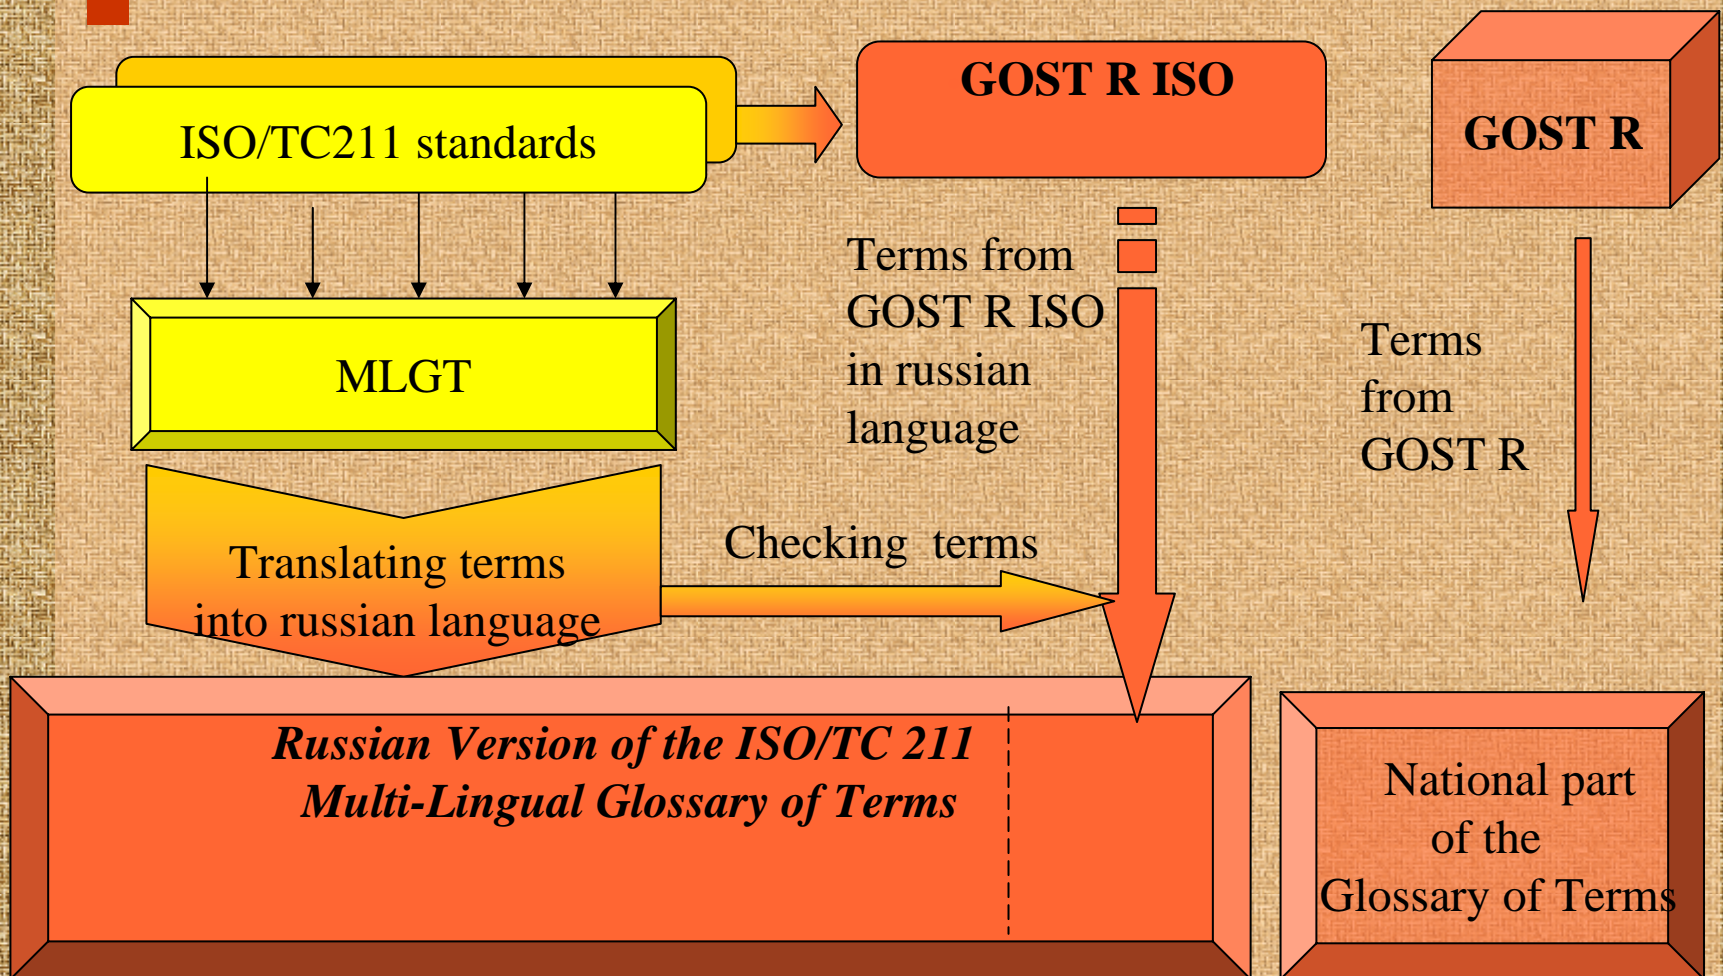 ISO/TC211 standards
GOST R ISO
GOST R
MLGT
Terms from
GOST R ISO
in russian
language
Terms
from
GOST R
Translating terms
into russian language
Checking terms
Russian Version of the ISO/TC 211
Multi-Lingual Glossary of Terms
National part
of the
Glossary of Terms